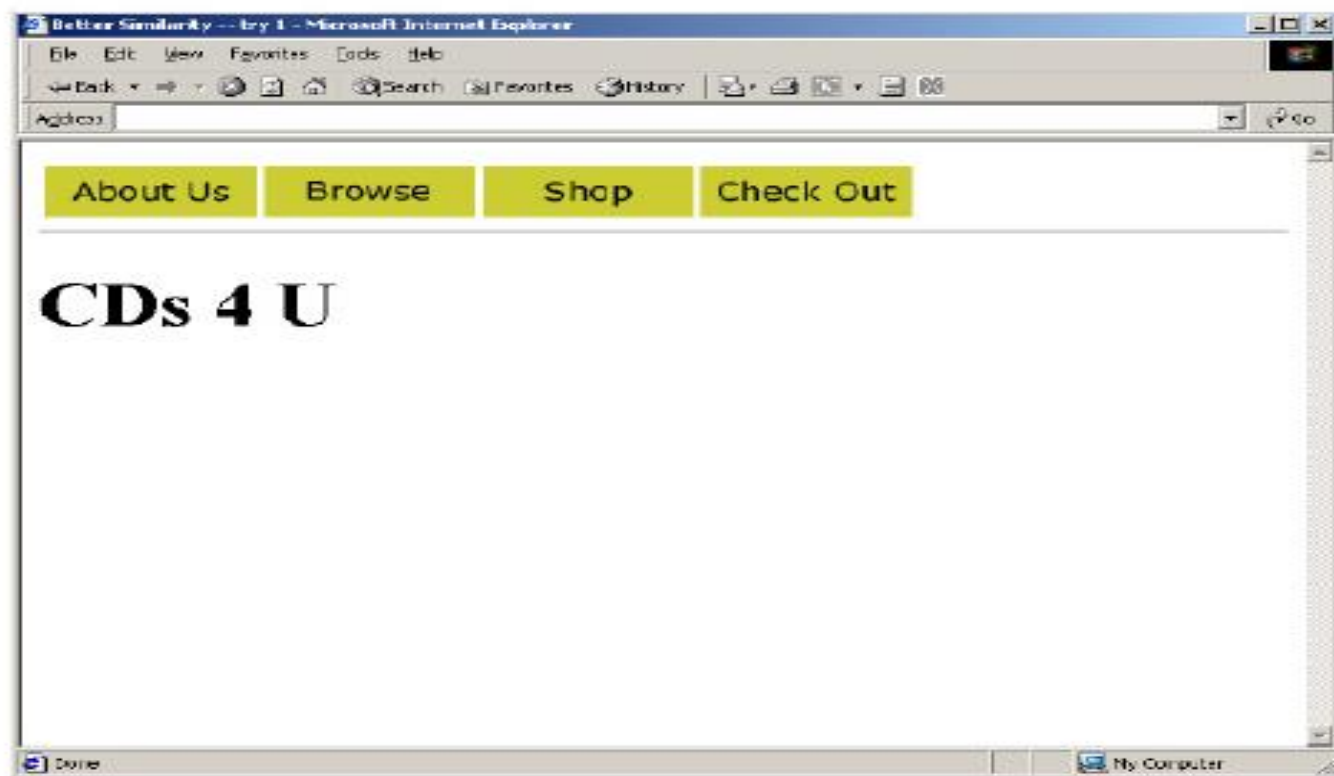 Better Similarity -- try 1 - Microsoft Internet Explorer
File Edit View Favorites Tools Help
Back Search Favorites History
Address Go
About Us Browse Shop Check Out
CDs 4 U
Done My Computer